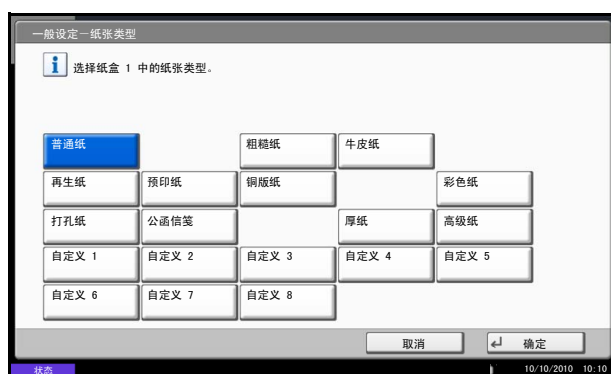 一般设定－纸张类型
选择纸盒 1 中的纸张类型。
普通纸 粗糙纸 牛皮纸
再生纸 预印纸 铜版纸 彩色纸
打孔纸 公函信笺 厚纸 高级纸
自定义 1 自定义 2 自定义 3 自定义 4 自定义 5
自定义 6 自定义 7 自定义 8
取消 确定
状态 10/10/2010 10:10